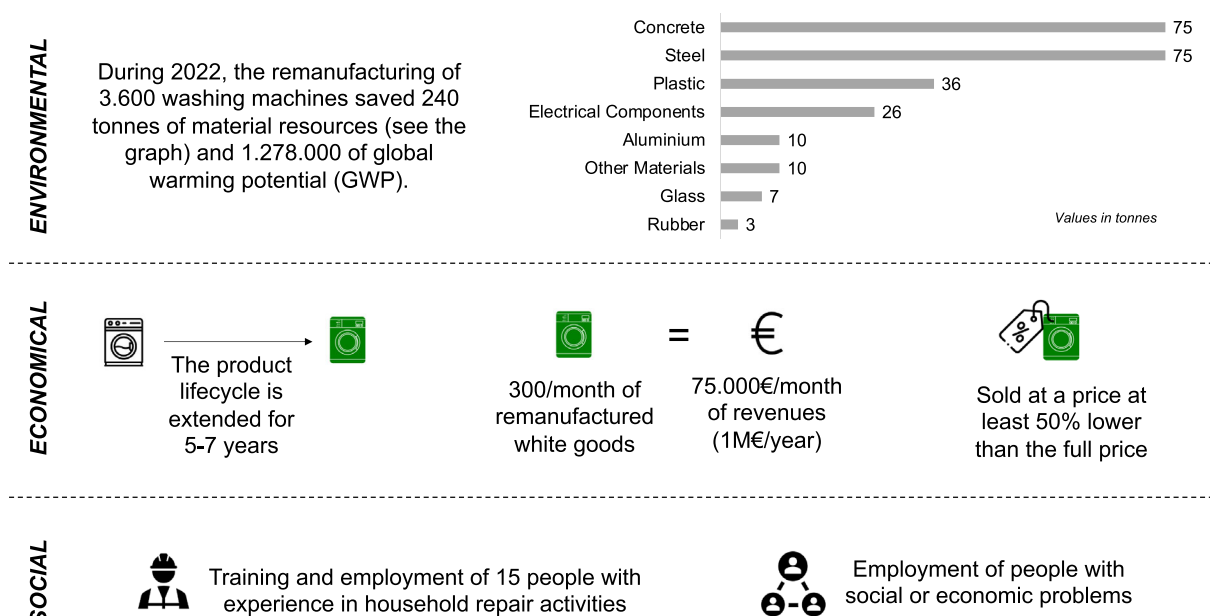 ENVIRONMENTAL
During 2022, the remanufacturing of
3.600 washing machines saved 240
tonnes of material resources (see the
graph) and 1.278.000 of global
warming potential (GWP).
Concrete 75
Steel 75
Plastic 36
Electrical Components 26
Aluminium 10
Other Materials 10
Glass 7
Rubber 3
Values in tonnes
ECONOMICAL
The product
lifecycle is
extended for
5-7 years
300/month of
remanufactured
white goods
=
€
75.000€/month
of revenues
(1M€/year)
%
Sold at a price at
least 50% lower
than the full price
SOCIAL
Training and employment of 15 people with
experience in household repair activities
Employment of people with
social or economic problems